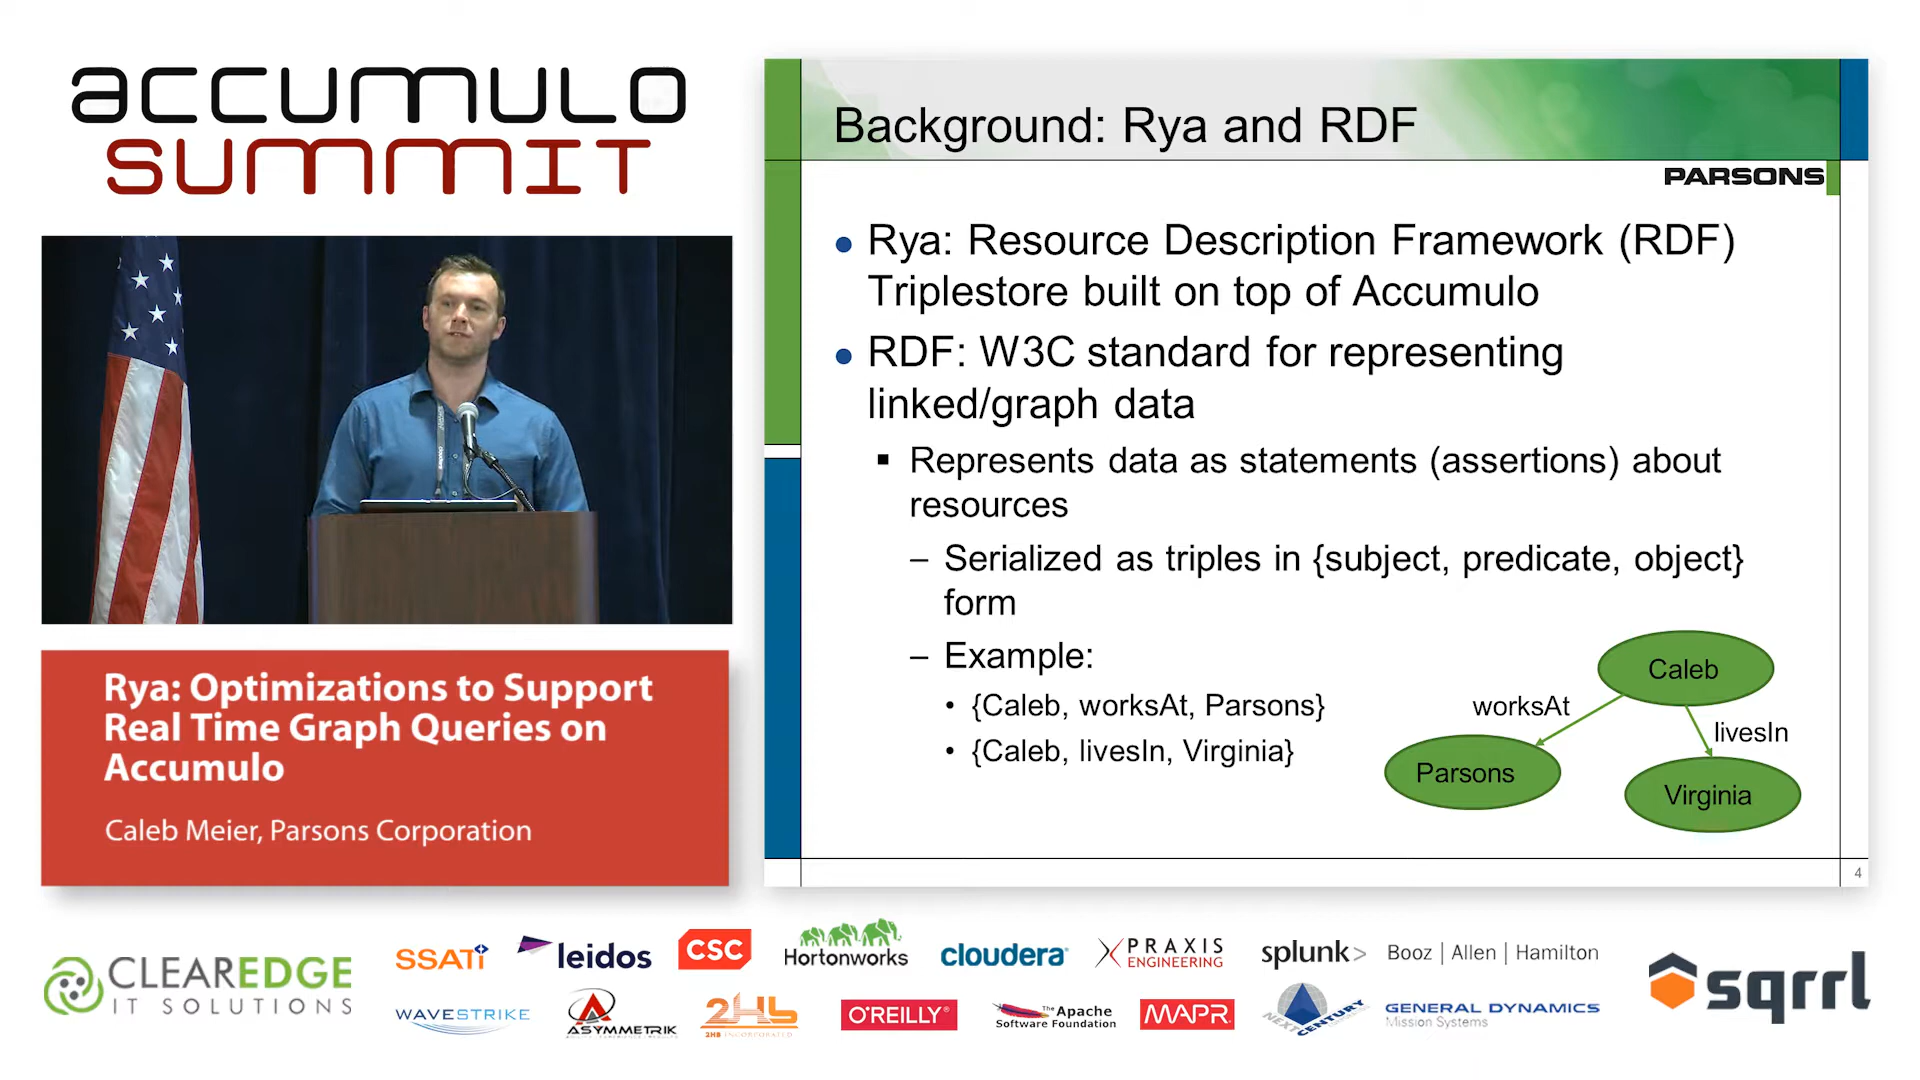 ACCUMULO
SUMMIT
Rya: Optimizations to Support
Real Time Graph Queries on
Accumulo
Caleb Meier, Parsons Corporation
Background: Rya and RDF
PARSONS
• Rya: Resource Description Framework (RDF)
Triplestore built on top of Accumulo
• RDF: W3C standard for representing
linked/graph data
▪ Represents data as statements (assertions) about
resources
– Serialized as triples in {subject, predicate, object}
form
– Example:
• {Caleb, worksAt, Parsons}
• {Caleb, livesIn, Virginia}
Caleb
worksAt
livesIn
Parsons
Virginia
4
CLEAREDGE
IT SOLUTIONS
SSATi
leidos
CSC
Hortonworks
cloudera
PRAXIS
ENGINEERING
splunk>
Booz | Allen | Hamilton
WAVESTRIKE
ASYMMETRIK
2HB
2HB INCORPORATED
O'REILLY®
The Apache
Software Foundation
MAPR
NEXT CENTURY
GENERAL DYNAMICS
Mission Systems
sqrrl